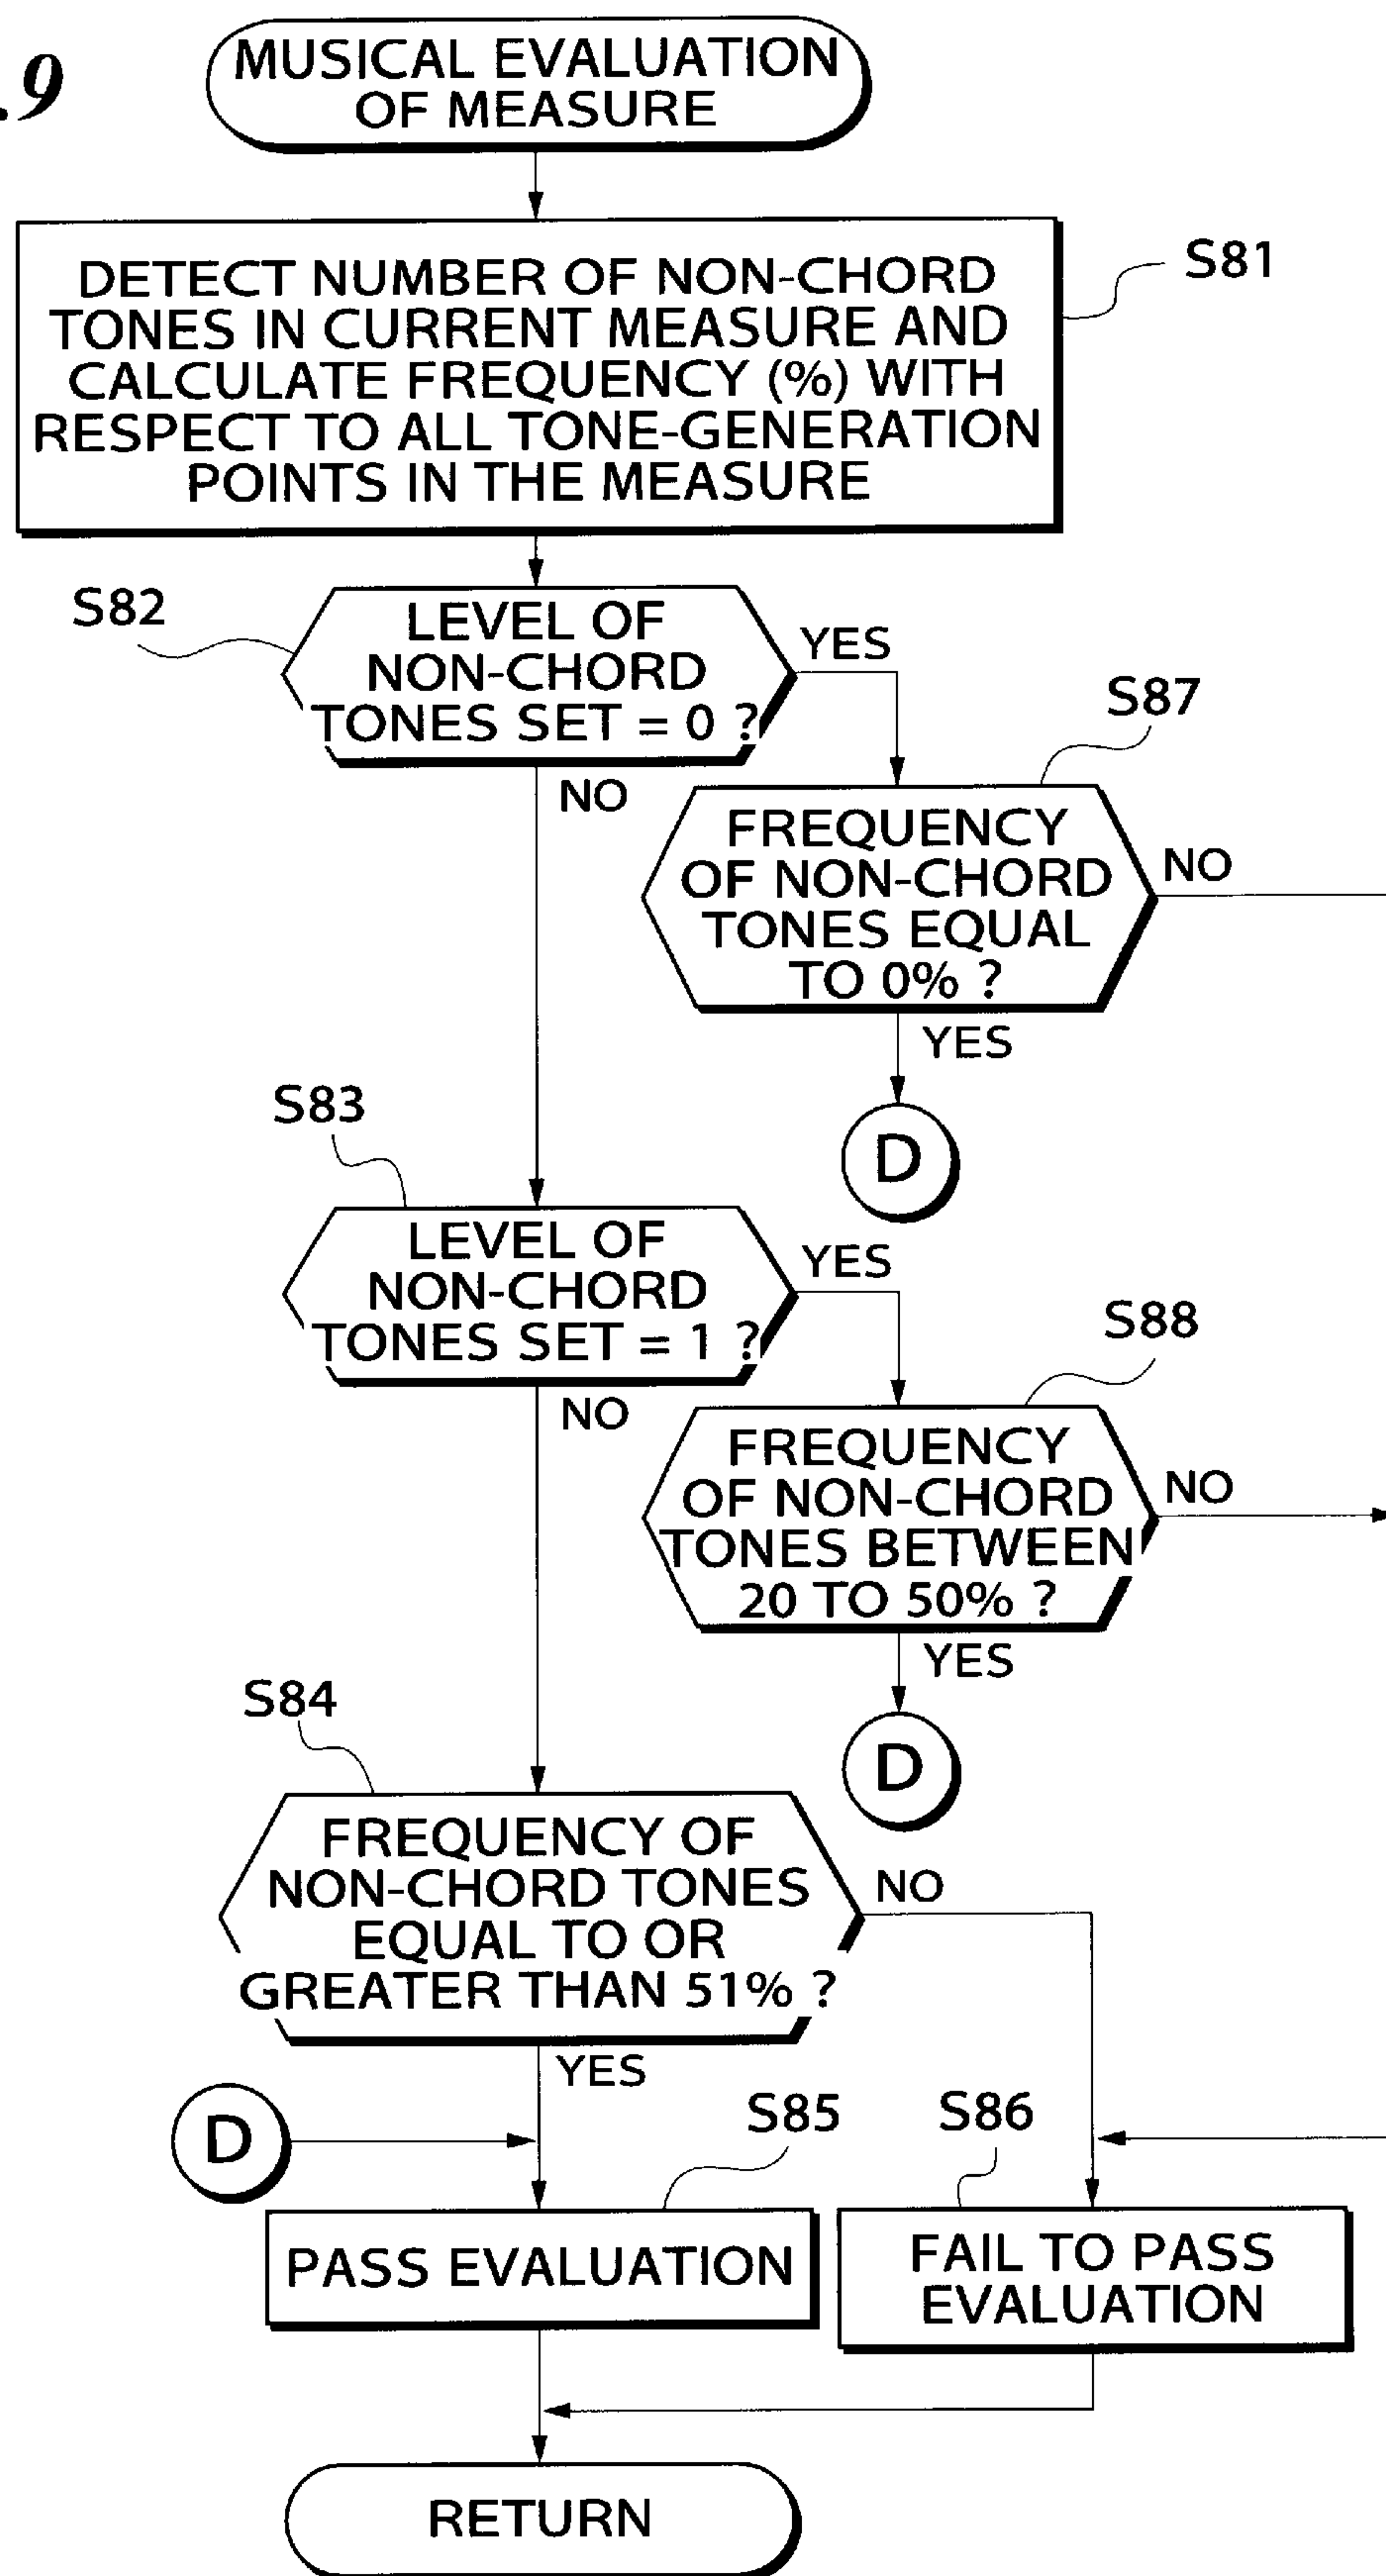 .9
MUSICAL EVALUATION
OF MEASURE
DETECT NUMBER OF NON-CHORD
TONES IN CURRENT MEASURE AND
CALCULATE FREQUENCY (%) WITH
RESPECT TO ALL TONE-GENERATION
POINTS IN THE MEASURE
S81
S82
LEVEL OF
NON-CHORD
TONES SET = 0 ?
YES
NO
S87
FREQUENCY
OF NON-CHORD
TONES EQUAL
TO 0% ?
NO
YES
D
S83
LEVEL OF
NON-CHORD
TONES SET = 1 ?
YES
NO
S88
FREQUENCY
OF NON-CHORD
TONES BETWEEN
20 TO 50% ?
NO
YES
D
S84
FREQUENCY OF
NON-CHORD TONES
EQUAL TO OR
GREATER THAN 51% ?
NO
YES
D
S85
S86
PASS EVALUATION
FAIL TO PASS
EVALUATION
RETURN